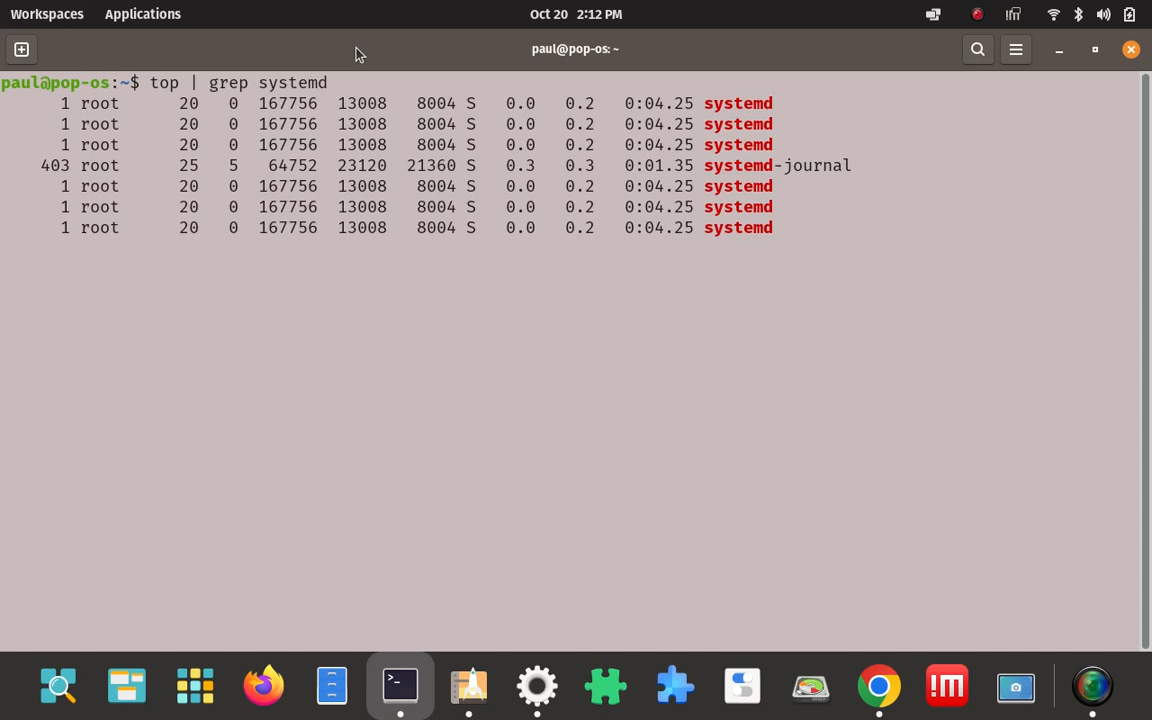 Workspaces Applications Oct 20 2:12 PM
paul@pop-os: ~
paul@pop-os:~$ top | grep systemd
1 root 20 0 167756 13008 8004 S 0.0 0.2 0:04.25 systemd
1 root 20 0 167756 13008 8004 S 0.0 0.2 0:04.25 systemd
1 root 20 0 167756 13008 8004 S 0.0 0.2 0:04.25 systemd
403 root 25 5 64752 23120 21360 S 0.3 0.3 0:01.35 systemd-journal
1 root 20 0 167756 13008 8004 S 0.0 0.2 0:04.25 systemd
1 root 20 0 167756 13008 8004 S 0.0 0.2 0:04.25 systemd
1 root 20 0 167756 13008 8004 S 0.0 0.2 0:04.25 systemd
>_
!M